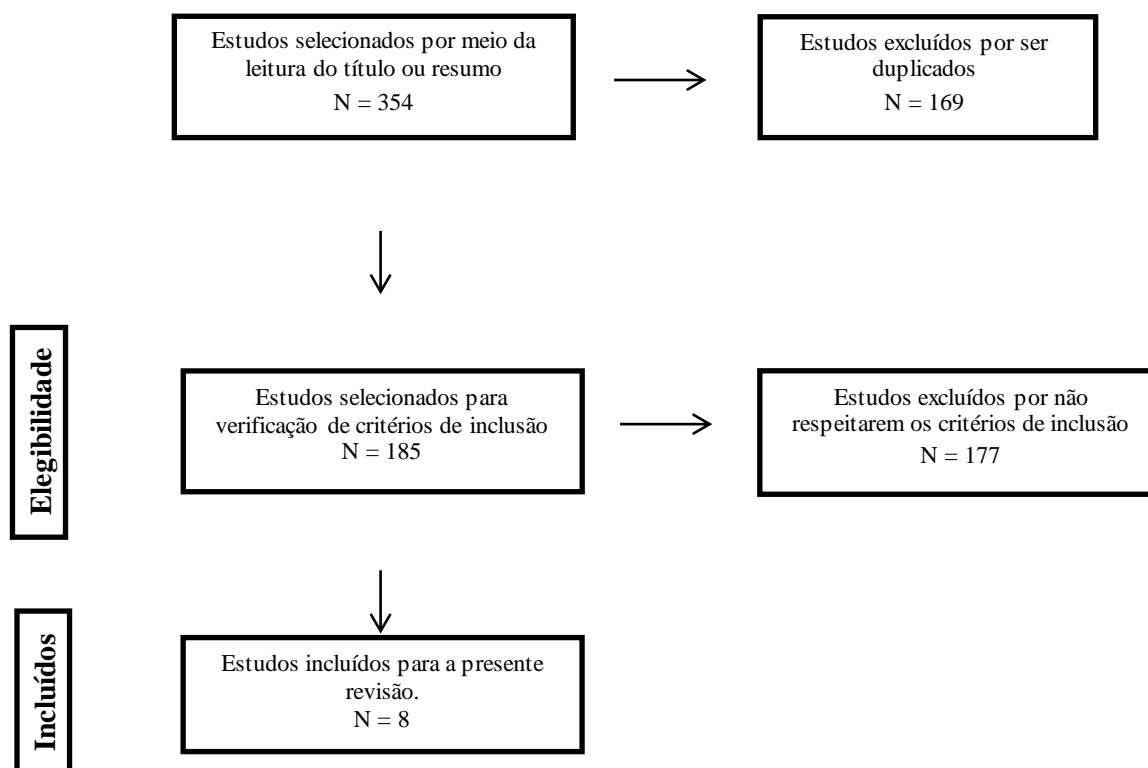 Estudos selecionados por meio da
leitura do título ou resumo
N = 354
Estudos excluídos por ser
duplicados
N = 169
Elegibilidade
Estudos selecionados para
verificação de critérios de inclusão
N = 185
Estudos excluídos por não
respeitarem os critérios de inclusão
N = 177
Incluídos
Estudos incluídos para a presente
revisão.
N = 8